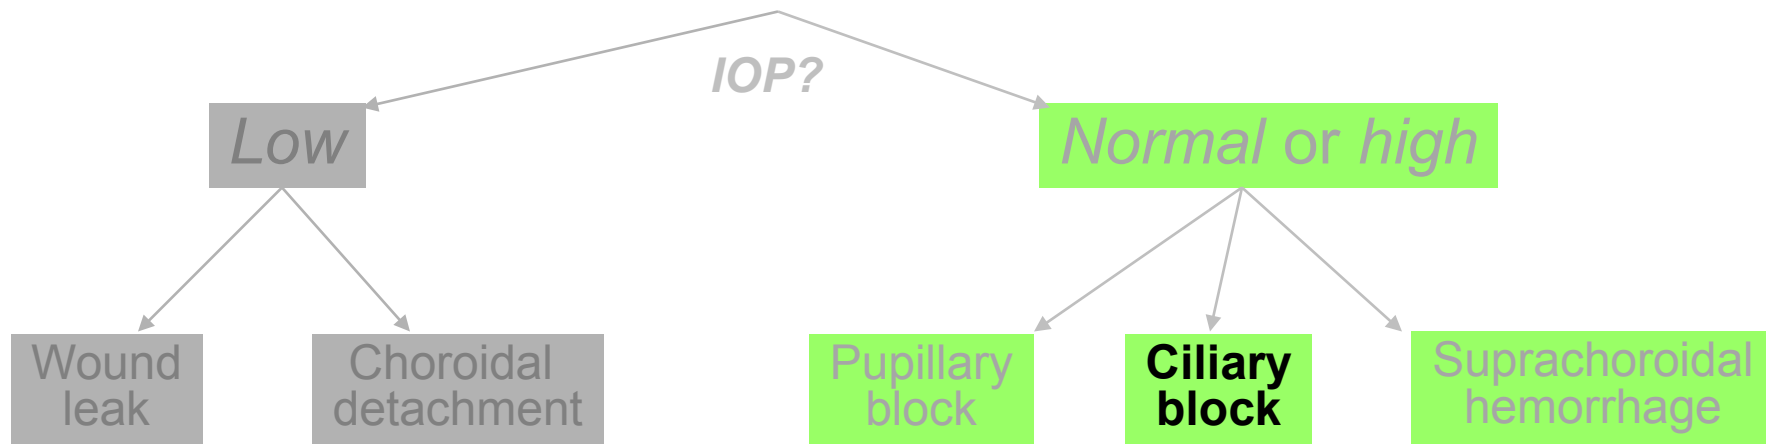 IOP?
Low
Normal or high
Wound
leak
Choroidal
detachment
Pupillary
block
Ciliary
block
Suprachoroidal
hemorrhage